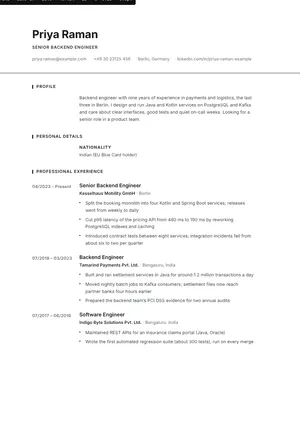 Priya Raman
SENIOR BACKEND ENGINEER
priya.raman@example.com +49 30 23125 456 Berlin, Germany linkedin.com/in/priya-raman-example
PROFILE
Backend engineer with nine years of experience in payments and logistics, the last
three in Berlin. I design and run Java and Kotlin services on PostgreSQL and Kafka
and care about clear interfaces, good tests and quiet on-call weeks. Looking for a
senior role in a product team.
PERSONAL DETAILS
NATIONALITY
Indian (EU Blue Card holder)
PROFESSIONAL EXPERIENCE
04/2023 – Present Senior Backend Engineer
Kesselhaus Mobility GmbH · Berlin
• Split the booking monolith into four Kotlin and Spring Boot services; releases
went from weekly to daily
• Cut p95 latency of the pricing API from 480 ms to 190 ms by reworking
PostgreSQL indexes and caching
• Introduced contract tests between eight services; integration incidents fell from
about six to two per quarter
07/2019 – 03/2023 Backend Engineer
Tamarind Payments Pvt. Ltd. · Bengaluru, India
• Built and ran settlement services in Java for around 1.2 million transactions a day
• Moved nightly batch jobs to Kafka consumers; settlement files now reach
partner banks four hours earlier
• Prepared the backend team's PCI DSS evidence for two annual audits
07/2017 – 06/2019 Software Engineer
Indigo Byte Solutions Pvt. Ltd. · Bengaluru, India
• Maintained REST APIs for an insurance claims portal (Java, Oracle)
• Wrote the first automated regression suite (about 300 tests), run on every merge